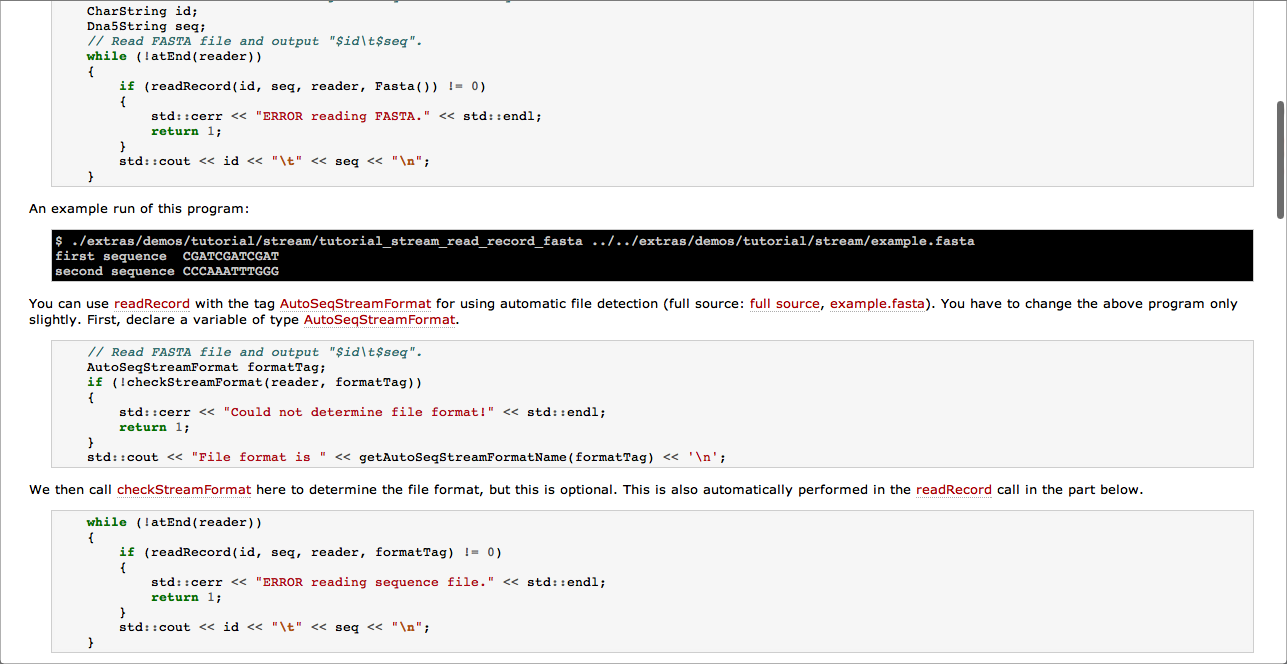 CharString id;
Dna5String seq;
// Read FASTA file and output "$id\t$seq".
while (!atEnd(reader))
{
    if (readRecord(id, seq, reader, Fasta()) != 0)
    {
        std::cerr << "ERROR reading FASTA." << std::endl;
        return 1;
    }
    std::cout << id << "\t" << seq << "\n";
}
An example run of this program:
$ ./extras/demos/tutorial/stream/tutorial_stream_read_record_fasta ../../extras/demos/tutorial/stream/example.fasta
first sequence  CGATCGATCGAT
second sequence CCCAAATTTGGG
You can use readRecord with the tag AutoSeqStreamFormat for using automatic file detection (full source: full source, example.fasta). You have to change the above program only
slightly. First, declare a variable of type AutoSeqStreamFormat.
// Read FASTA file and output "$id\t$seq".
AutoSeqStreamFormat formatTag;
if (!checkStreamFormat(reader, formatTag))
{
    std::cerr << "Could not determine file format!" << std::endl;
    return 1;
}
std::cout << "File format is " << getAutoSeqStreamFormatName(formatTag) << '\n';
We then call checkStreamFormat here to determine the file format, but this is optional. This is also automatically performed in the readRecord call in the part below.
while (!atEnd(reader))
{
    if (readRecord(id, seq, reader, formatTag) != 0)
    {
        std::cerr << "ERROR reading sequence file." << std::endl;
        return 1;
    }
    std::cout << id << "\t" << seq << "\n";
}